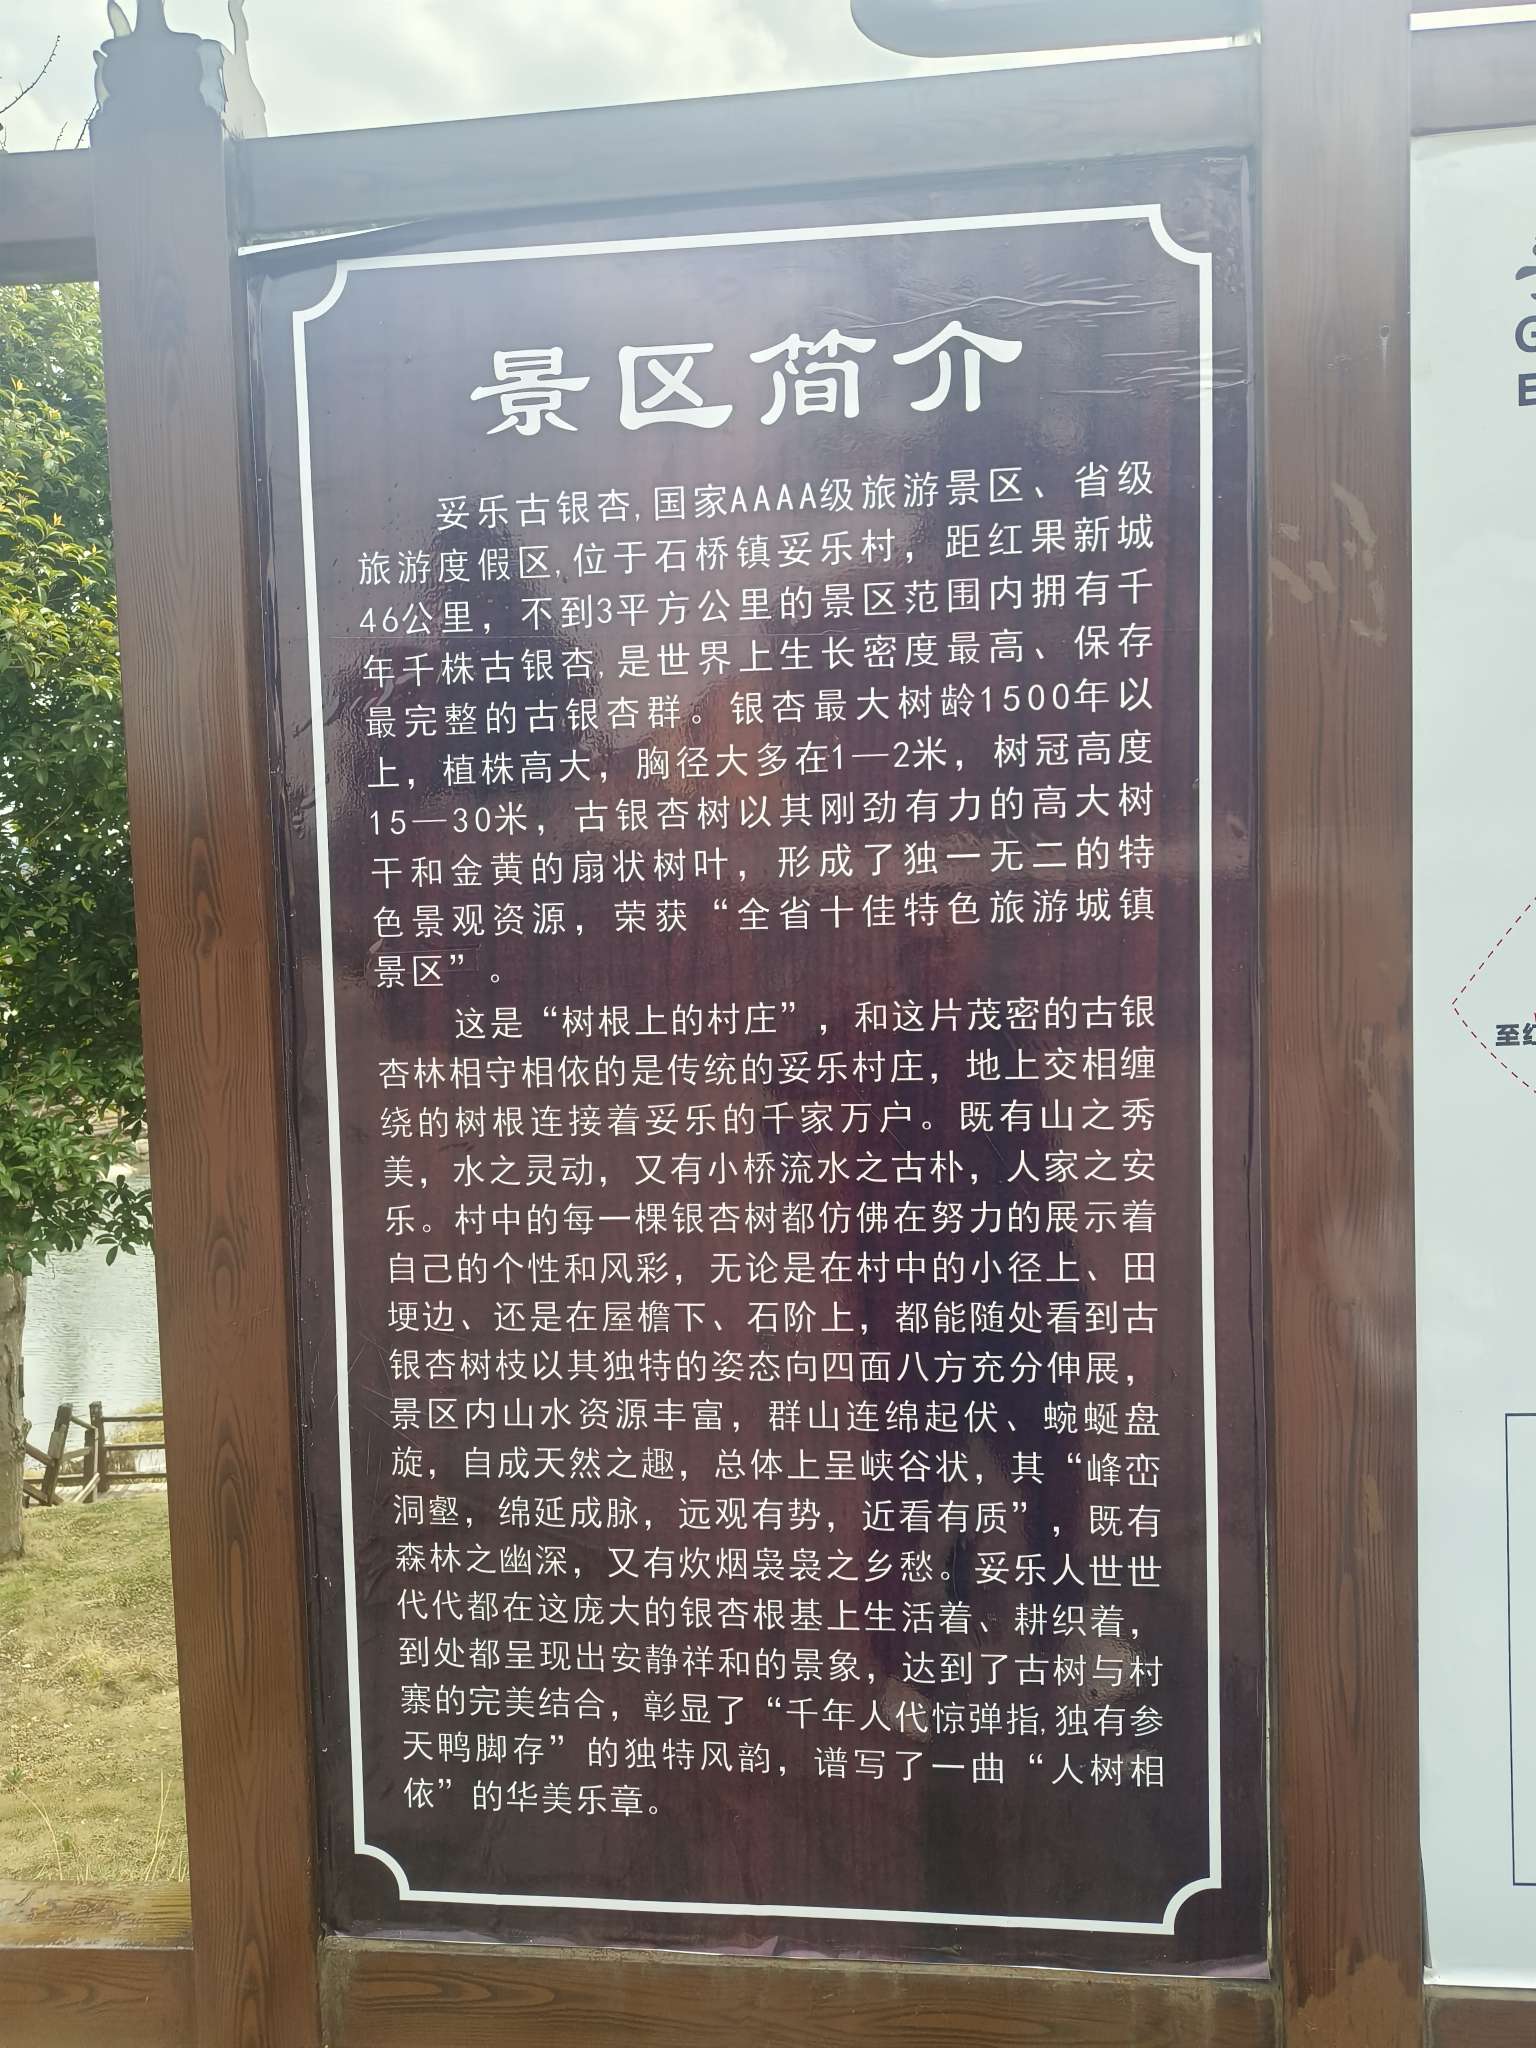 景区简介
妥乐古银杏,国家AAAA级旅游景区、省级
旅游度假区,位于石桥镇妥乐村，距红果新城
46公里，不到3平方公里的景区范围内拥有千
年千株古银杏,是世界上生长密度最高、保存
最完整的古银杏群。银杏最大树龄1500年以
上，植株高大，胸径大多在1—2米，树冠高度
15—30米，古银杏树以其刚劲有力的高大树
干和金黄的扇状树叶，形成了独一无二的特
色景观资源，荣获“全省十佳特色旅游城镇
景区”。
这是“树根上的村庄”，和这片茂密的古银
杏林相守相依的是传统的妥乐村庄，地上交相缠
绕的树根连接着妥乐的千家万户。既有山之秀
美，水之灵动，又有小桥流水之古朴，人家之安
乐。村中的每一棵银杏树都仿佛在努力的展示着
自己的个性和风彩，无论是在村中的小径上、田
埂边、还是在屋檐下、石阶上，都能随处看到古
银杏树枝以其独特的姿态向四面八方充分伸展，
景区内山水资源丰富，群山连绵起伏、蜿蜒盘
旋，自成天然之趣，总体上呈峡谷状，其“峰峦
洞壑，绵延成脉，远观有势，近看有质”，既有
森林之幽深，又有炊烟袅袅之乡愁。妥乐人世世
代代都在这庞大的银杏根基上生活着、耕织着，
到处都呈现出安静祥和的景象，达到了古树与村
寨的完美结合，彰显了“千年人代惊弹指,独有参
天鸭脚存”的独特风韵，谱写了一曲“人树相
依”的华美乐章。
G
E
至红